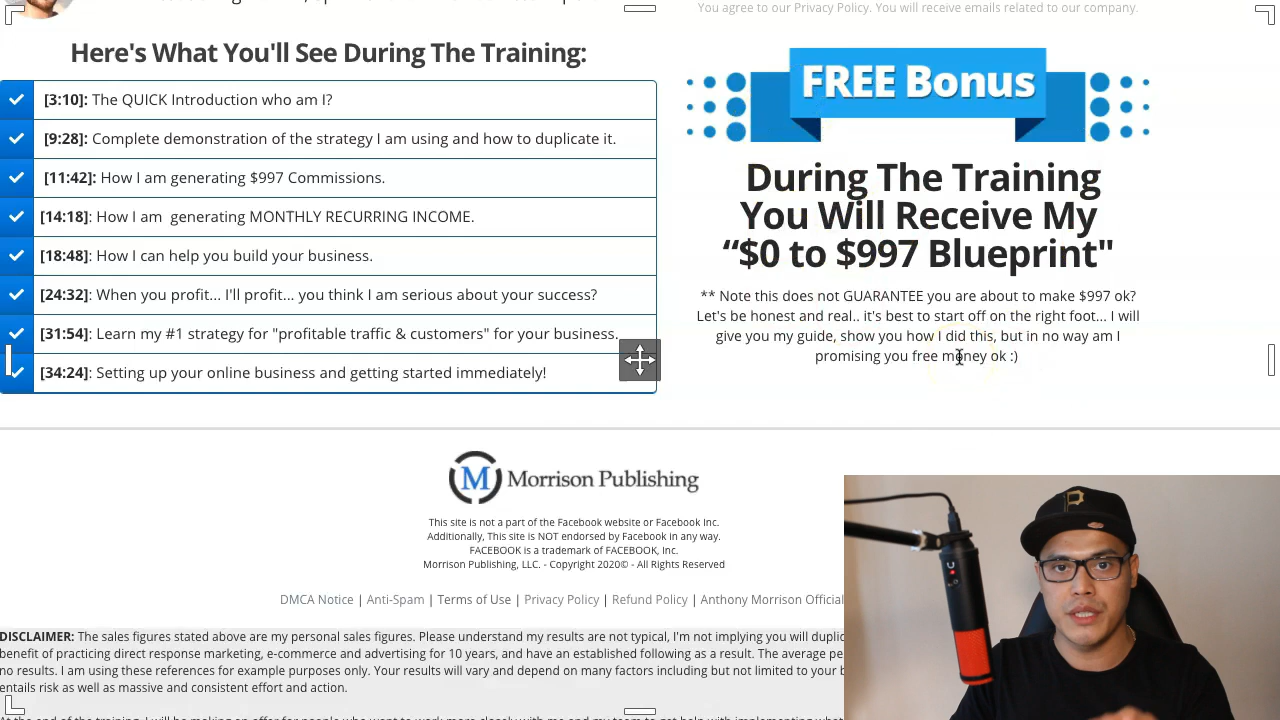 You agree to our Privacy Policy. You will receive emails related to our company.
Here's What You'll See During The Training:
[3:10]: The QUICK Introduction who am I?
[9:28]: Complete demonstration of the strategy I am using and how to duplicate it.
[11:42]: How I am generating $997 Commissions.
[14:18]: How I am  generating MONTHLY RECURRING INCOME.
[18:48]: How I can help you build your business.
[24:32]: When you profit... I'll profit... you think I am serious about your success?
[31:54]: Learn my #1 strategy for "profitable traffic & customers" for your business.
[34:24]: Setting up your online business and getting started immediately!
FREE Bonus
During The Training
You Will Receive My
“$0 to $997 Blueprint"
** Note this does not GUARANTEE you are about to make $997 ok?
Let's be honest and real.. it's best to start off on the right foot... I will
give you my guide, show you how I did this, but in no way am I
promising you free money ok :)
M Morrison Publishing
This site is not a part of the Facebook website or Facebook Inc.
Additionally, This site is NOT endorsed by Facebook in any way.
FACEBOOK is a trademark of FACEBOOK, Inc.
Morrison Publishing, LLC. - Copyright 2020© - All Rights Reserved
DMCA Notice | Anti-Spam | Terms of Use | Privacy Policy | Refund Policy | Anthony Morrison Official
DISCLAIMER: The sales figures stated above are my personal sales figures. Please understand my results are not typical, I'm not implying you will
benefit of practicing direct response marketing, e-commerce and advertising for 10 years, and have an established following as a result. The average
no results. I am using these references for example purposes only. Your results will vary and depend on many factors including but not limited to your
entails risk as well as massive and consistent effort and action.
P